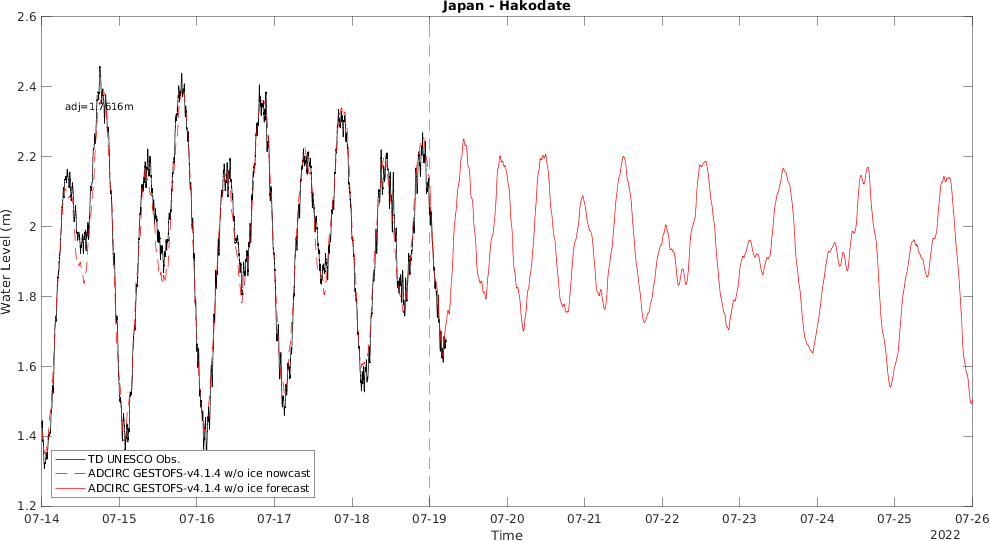 Japan - Hakodate
2.6
2.4
2.2
2
1.8
1.6
1.4
1.2
Water Level (m)
adj=1.7616m
TD UNESCO Obs.
ADCIRC GESTOFS-v4.1.4 w/o ice nowcast
ADCIRC GESTOFS-v4.1.4 w/o ice forecast
07-14 07-15 07-16 07-17 07-18 07-19 07-20 07-21 07-22 07-23 07-24 07-25 07-26
Time
2022